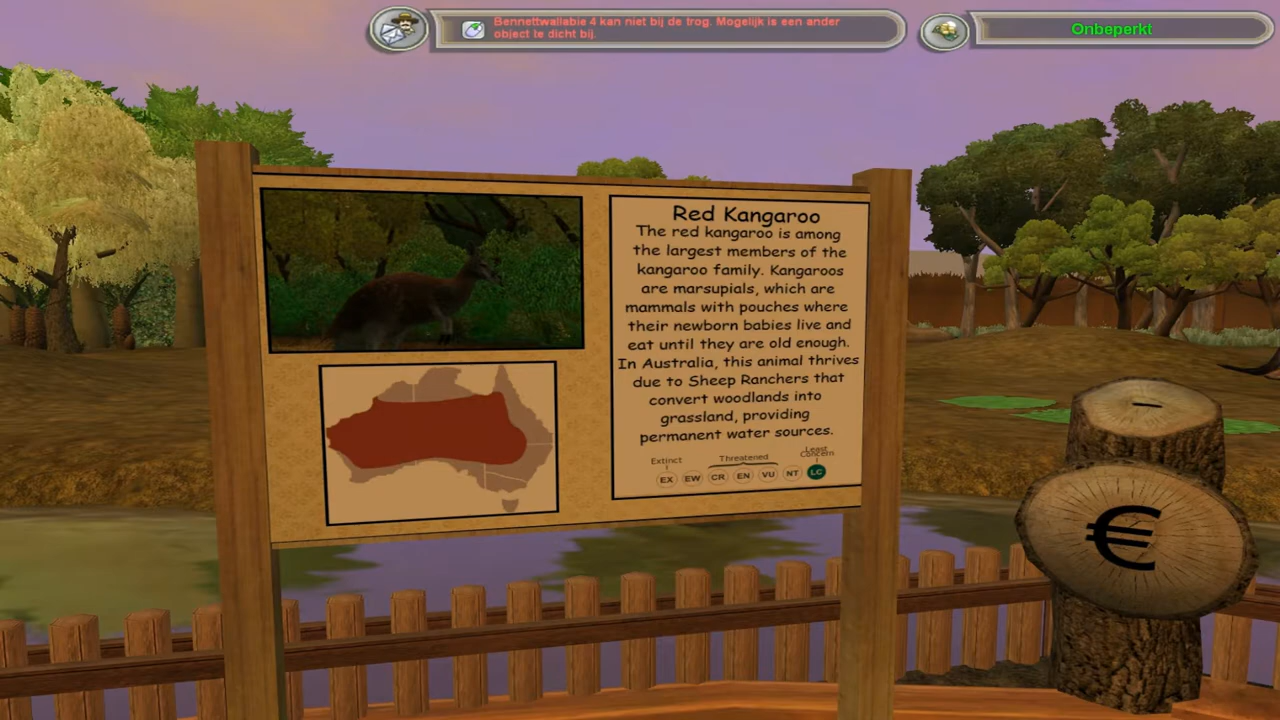 Bennettwallabie 4 kan niet bij de trog. Mogelijk is een ander
object te dicht bij.
Onbeperkt
Red Kangaroo
The red kangaroo is among
the largest members of the
kangaroo family. Kangaroos
are marsupials, which are
mammals with pouches where
their newborn babies live and
eat until they are old enough.
In Australia, this animal thrives
due to Sheep Ranchers that
convert woodlands into
grassland, providing
permanent water sources.
Extinct
Threatened
Least
Concern
EX EW CR EN VU NT LC
€